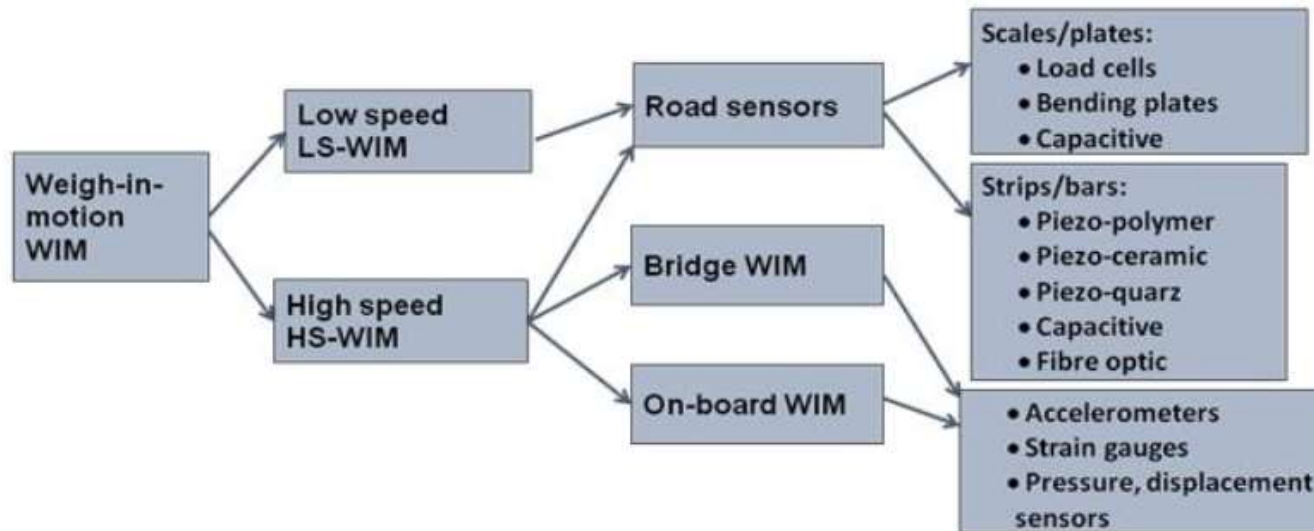 Weigh-in-
motion
WIM
Low speed
LS-WIM
High speed
HS-WIM
Road sensors
Bridge WIM
On-board WIM
Scales/plates:
• Load cells
• Bending plates
• Capacitive
Strips/bars:
• Piezo-polymer
• Piezo-ceramic
• Piezo-quarz
• Capacitive
• Fibre optic
• Accelerometers
• Strain gauges
• Pressure, displacement
sensors